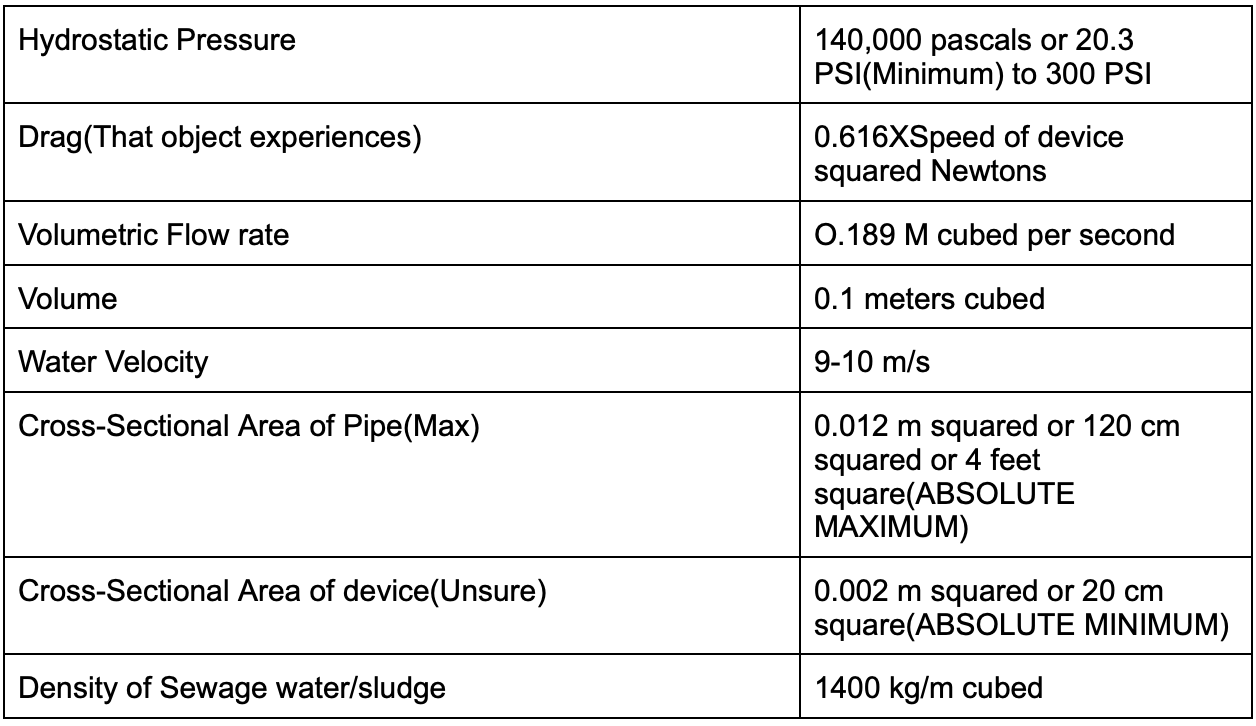 Hydrostatic Pressure
140,000 pascals or 20.3
PSI(Minimum) to 300 PSI
Drag(That object experiences)
0.616XSpeed of device
squared Newtons
Volumetric Flow rate
O.189 M cubed per second
Volume
0.1 meters cubed
Water Velocity
9-10 m/s
Cross-Sectional Area of Pipe(Max)
0.012 m squared or 120 cm
squared or 4 feet
square(ABSOLUTE
MAXIMUM)
Cross-Sectional Area of device(Unsure)
0.002 m squared or 20 cm
square(ABSOLUTE MINIMUM)
Density of Sewage water/sludge
1400 kg/m cubed